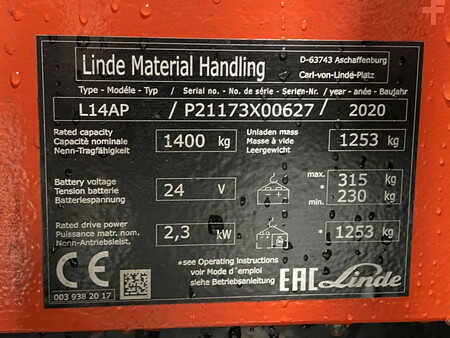 Linde Material Handling
D-63743 Aschaffenburg
Carl-von-Linde-Platz
Type - Modéle - Typ / Serial no. - No. de série - Serien-Nr. / year - anée - Baujahr
L14AP / P21173X00627 / 2020
Rated capacity
Capacité nominale
Nenn-Tragfähigkeit
1400 kg
Unladen mass
Masse à vide
Leergewicht
1253 kg
Battery voltage
Tension batterie
Batteriespannung
24 V
max. 315 kg
*
min. 230 kg
Rated drive power
Puissance matr. nom.
Nenn-Antriebsleist.
2,3 kW
* 1253 kg
*see Operating instructions
voir Mode d´emploi
siehe Betriebsanleitung
CE
003 938 20 17
EAC
Linde